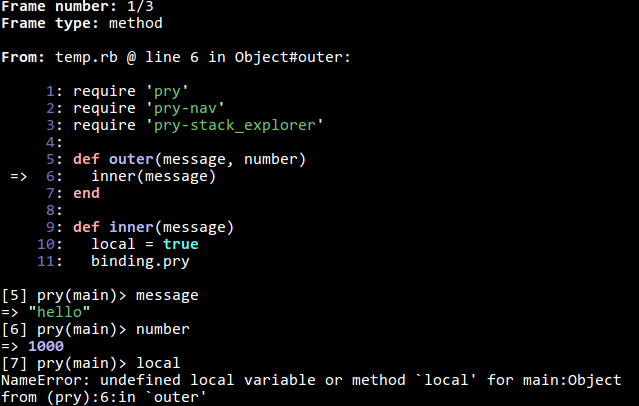 Frame number: 1/3
Frame type: method

From: temp.rb @ line 6 in Object#outer:

     1: require 'pry'
     2: require 'pry-nav'
     3: require 'pry-stack_explorer'
     4:
     5: def outer(message, number)
 =>  6:   inner(message)
     7: end
     8:
     9: def inner(message)
    10:   local = true
    11:   binding.pry

[5] pry(main)> message
=> "hello"
[6] pry(main)> number
=> 1000
[7] pry(main)> local
NameError: undefined local variable or method `local' for main:Object
from (pry):6:in `outer'